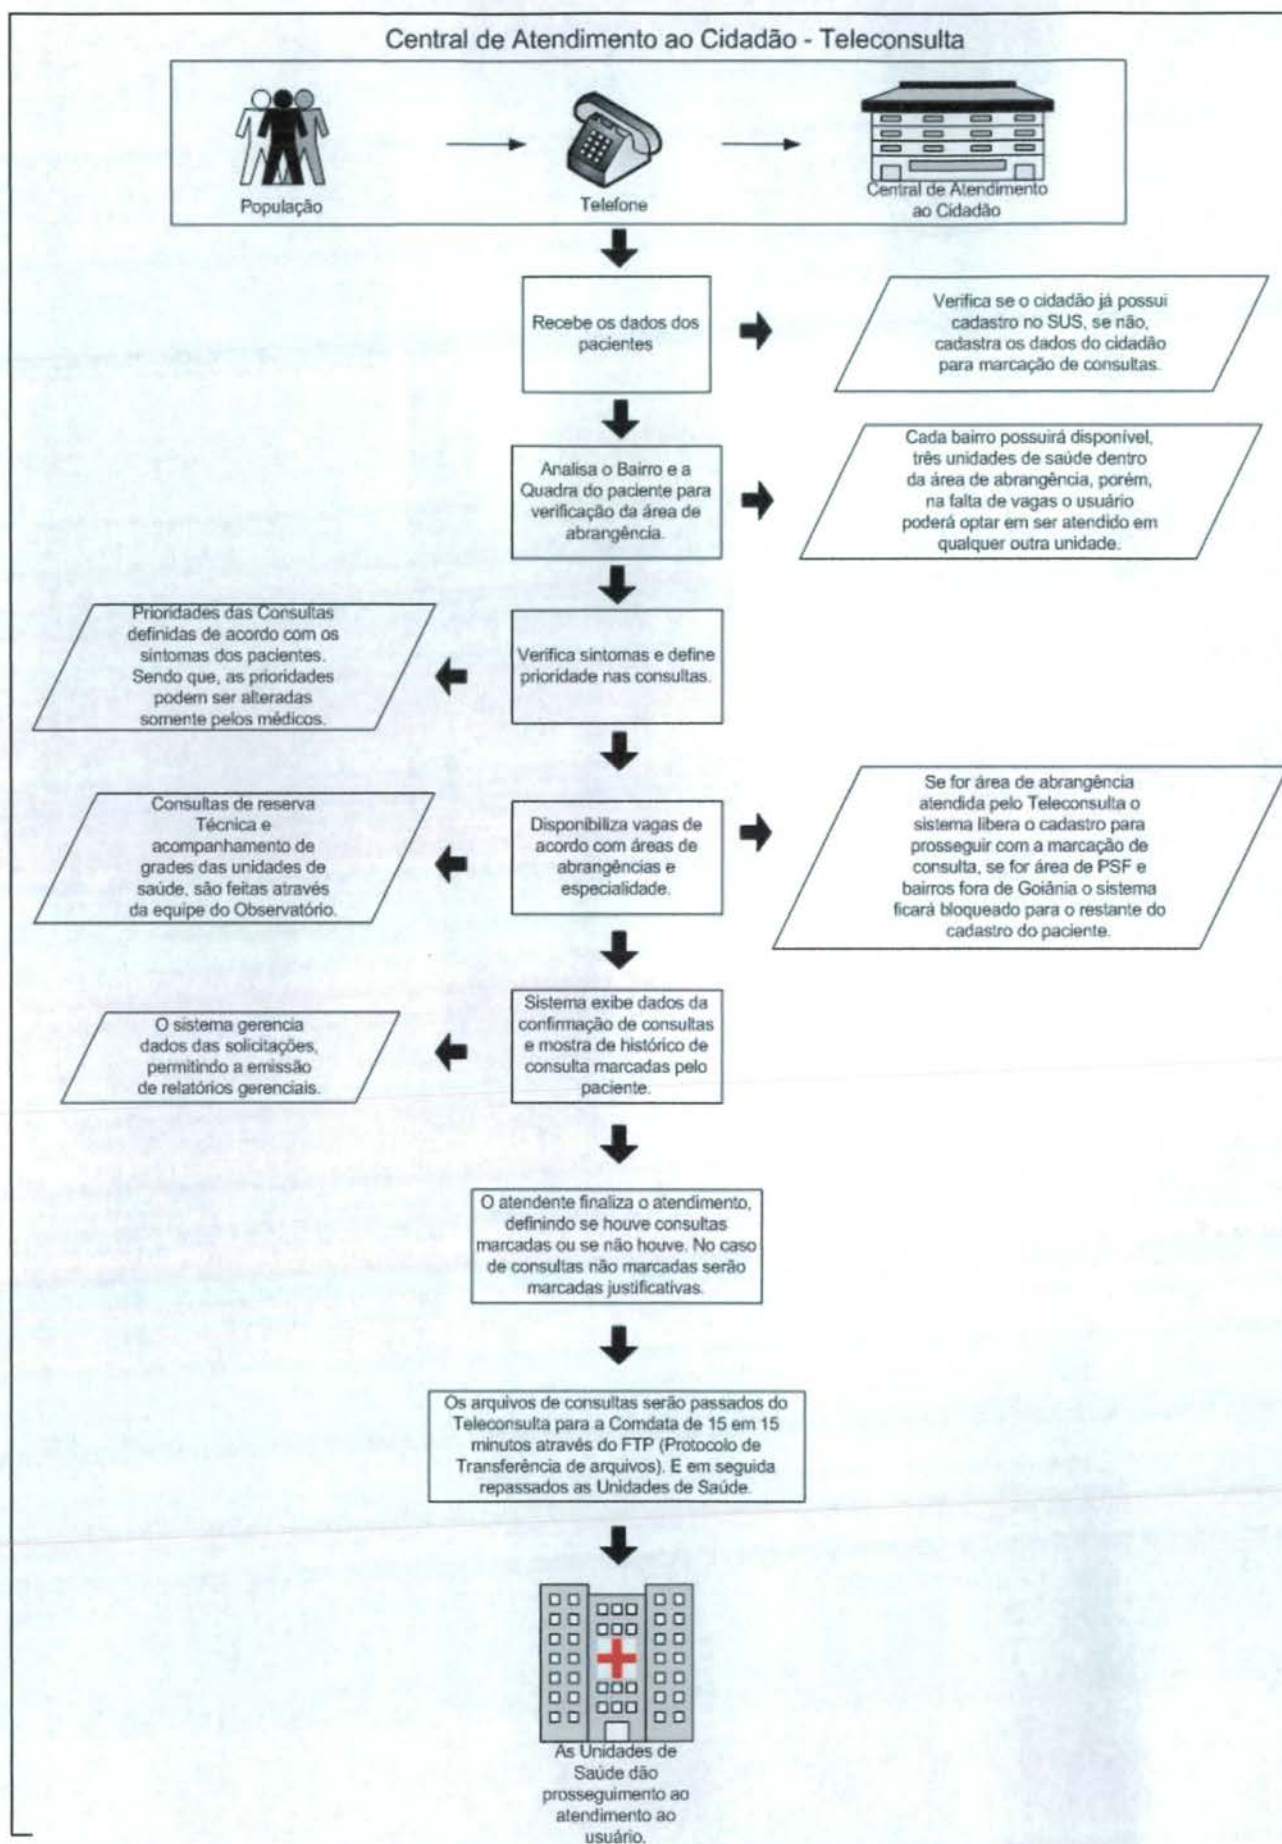 Central de Atendimento ao Cidadão - Teleconsulta
População
Telefone
Central de Atendimento
ao Cidadão
Recebe os dados dos
pacientes
Verifica se o cidadão já possui
cadastro no SUS, se não,
cadastra os dados do cidadão
para marcação de consultas.
Analisa o Bairro e a
Quadra do paciente para
verificação da área de
abrangência.
Cada bairro possuirá disponível,
três unidades de saúde dentro
da área de abrangência, porém,
na falta de vagas o usuário
poderá optar em ser atendido em
qualquer outra unidade.
Prioridades das Consultas
definidas de acordo com os
sintomas dos pacientes.
Sendo que, as prioridades
podem ser alteradas
somente pelos médicos.
Verifica sintomas e define
prioridade nas consultas.
Consultas de reserva
Técnica e
acompanhamento de
grades das unidades de
saúde, são feitas através
da equipe do Observatório.
Disponibiliza vagas de
acordo com áreas de
abrangências e
especialidade.
Se for área de abrangência
atendida pelo Teleconsulta o
sistema libera o cadastro para
prosseguir com a marcação de
consulta, se for área de PSF e
bairros fora de Goiânia o sistema
ficará bloqueado para o restante do
cadastro do paciente.
O sistema gerencia
dados das solicitações,
permitindo a emissão
de relatórios gerenciais.
Sistema exibe dados da
confirmação de consultas
e mostra de histórico de
consulta marcadas pelo
paciente.
O atendente finaliza o atendimento,
definindo se houve consultas
marcadas ou se não houve. No caso
de consultas não marcadas serão
marcadas justificativas.
Os arquivos de consultas serão passados do
Teleconsulta para a Comdata de 15 em 15
minutos através do FTP (Protocolo de
Transferência de arquivos). E em seguida
repassados as Unidades de Saúde.
As Unidades de
Saúde dão
prosseguimento ao
atendimento ao
usuário.